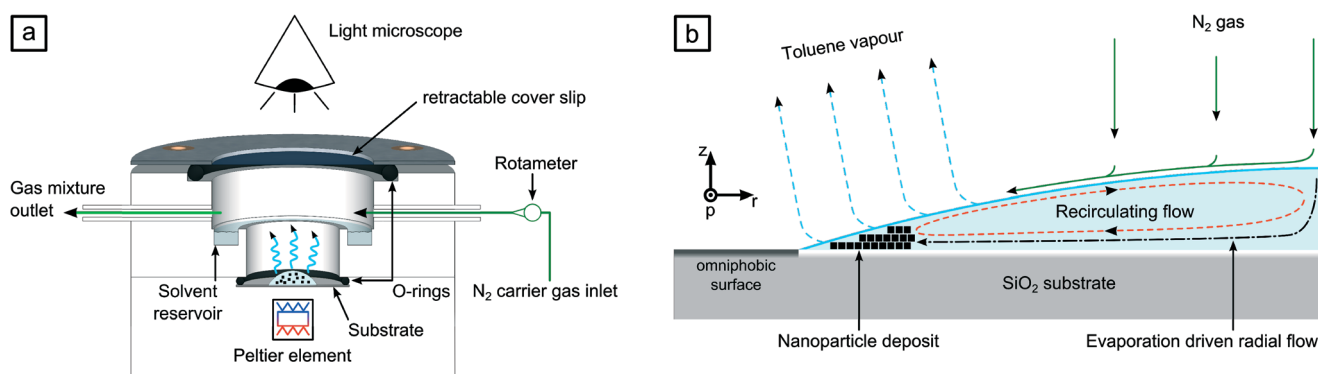 a
Light microscope
retractable cover slip
Rotameter
Gas mixture
outlet
Solvent
reservoir
O-rings
N₂ carrier gas inlet
Substrate
Peltier element
b
Toluene vapour
N₂ gas
z
p
r
Recirculating flow
omniphobic
surface
SiO₂ substrate
Nanoparticle deposit
Evaporation driven radial flow